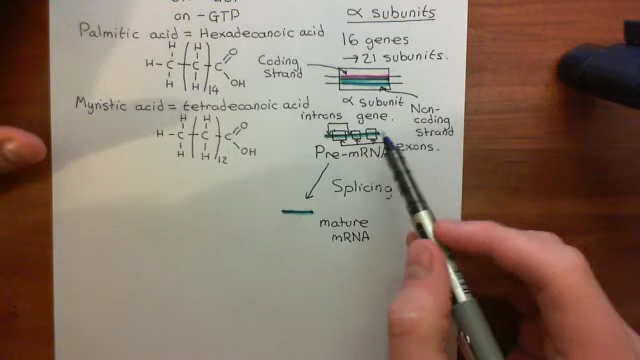 on - GTP
Palmitic acid = Hexadecanoic acid
H
H
H-C-(C)-C
O
OH
H
H
14
Myristic acid = tetradecanoic acid
H
H
H-C-(C)-C
O
OH
H
H
12
α subunits
16 genes
→ 21 subunits.
Coding
strand
α subunit
gene.
Non-
coding
strand
introns
exons.
Pre-mRNA
Splicing
mature
mRNA